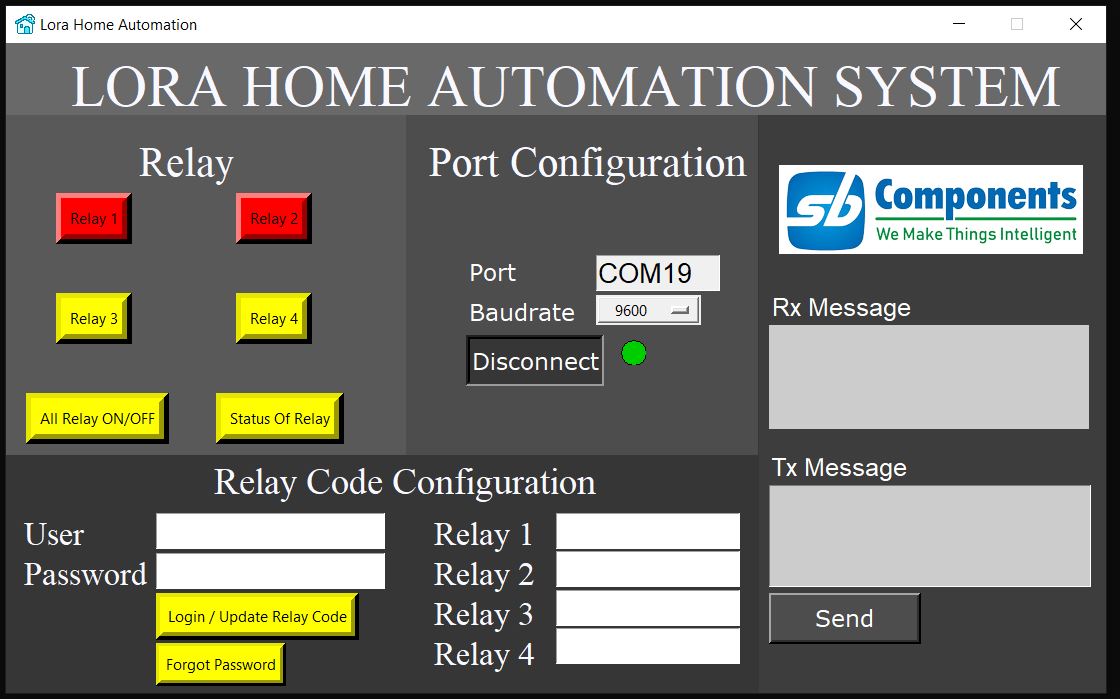 Lora Home Automation
LORA HOME AUTOMATION SYSTEM
Relay
Relay 1
Relay 2
Relay 3
Relay 4
All Relay ON/OFF
Status Of Relay
Port Configuration
Port
COM19
Baudrate
9600
Disconnect
sb Components
We Make Things Intelligent
Rx Message
Tx Message
Send
Relay Code Configuration
User
Password
Login / Update Relay Code
Forgot Password
Relay 1
Relay 2
Relay 3
Relay 4